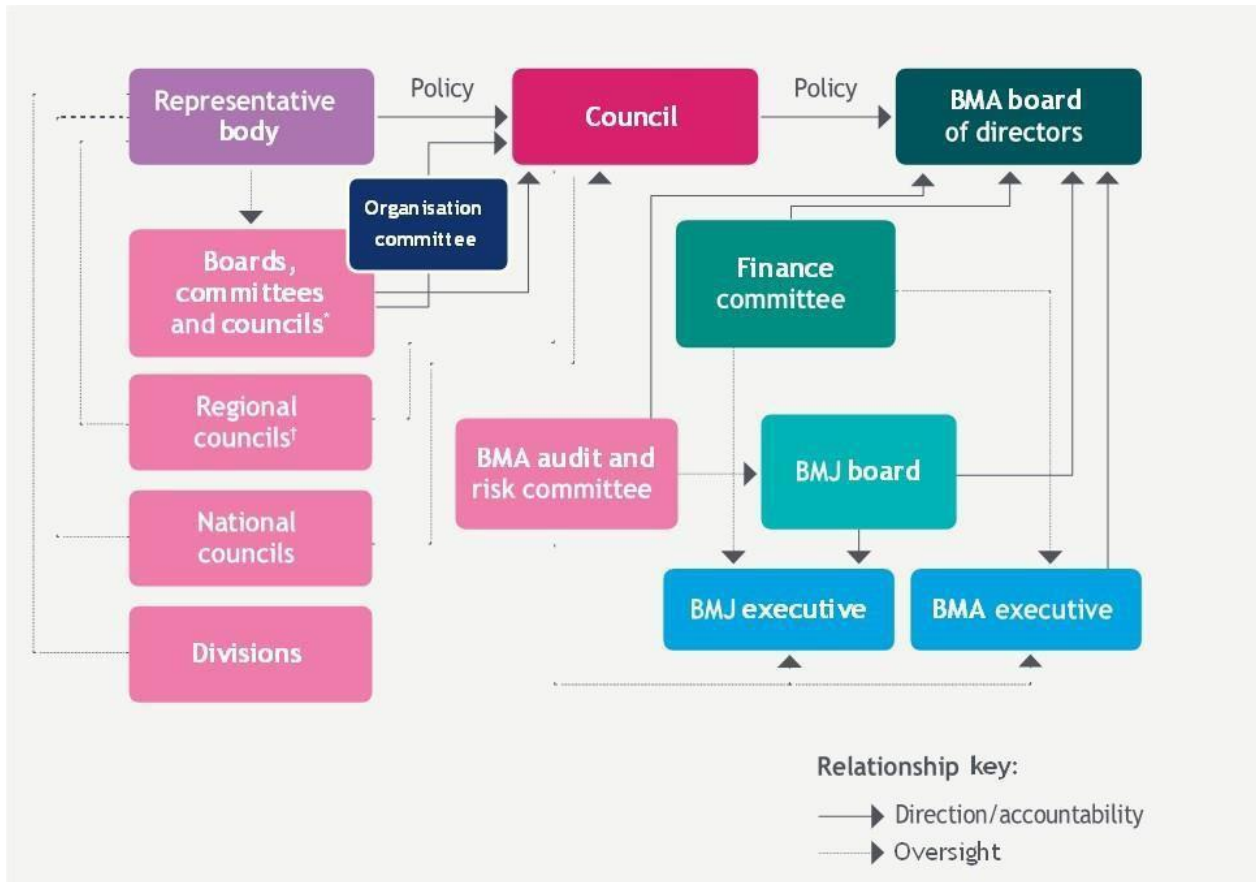 Representative
body
Policy
Council
Policy
BMA board
of directors
Organisation
committee
Boards,
committees
and councils*
Finance
committee
Regional
councils†
BMA audit and
risk committee
BMJ board
National
councils
BMJ executive
BMA executive
Divisions
Relationship key:
Direction/accountability
Oversight